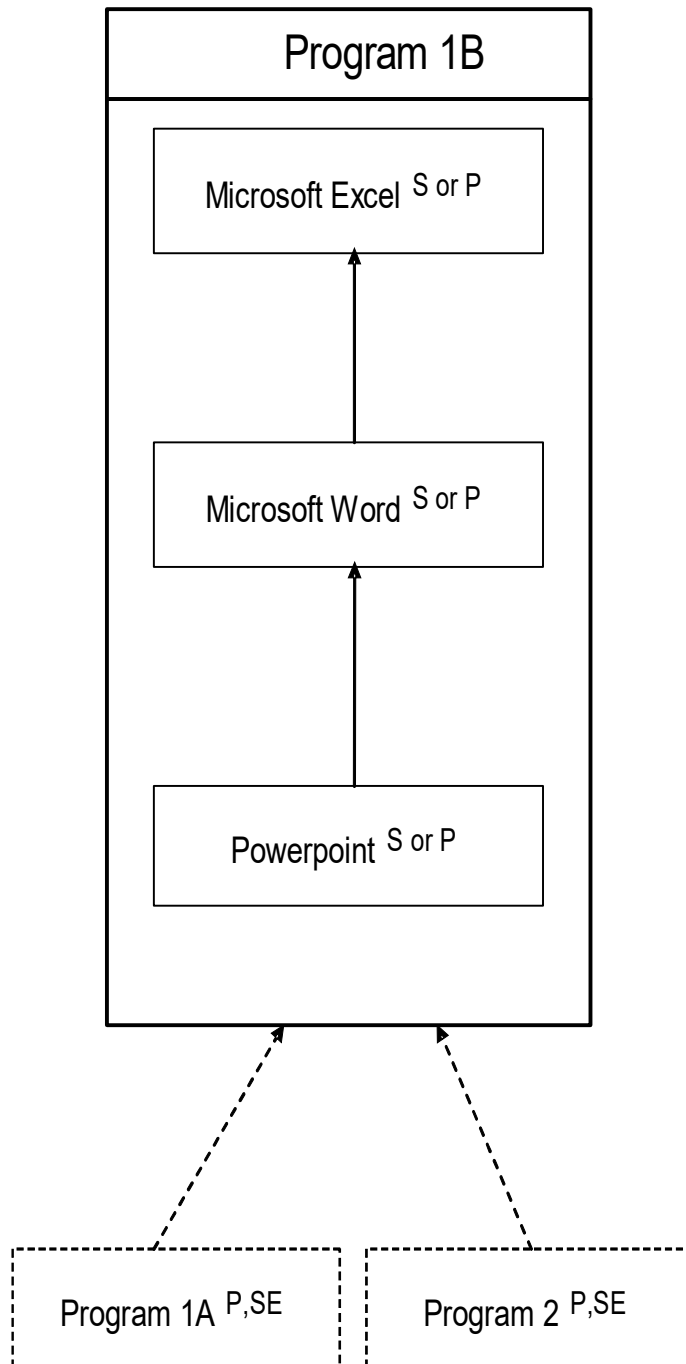 Program 1B
Microsoft Excel S or P
Microsoft Word S or P
Powerpoint S or P
Program 1A P,SE
Program 2 P,SE